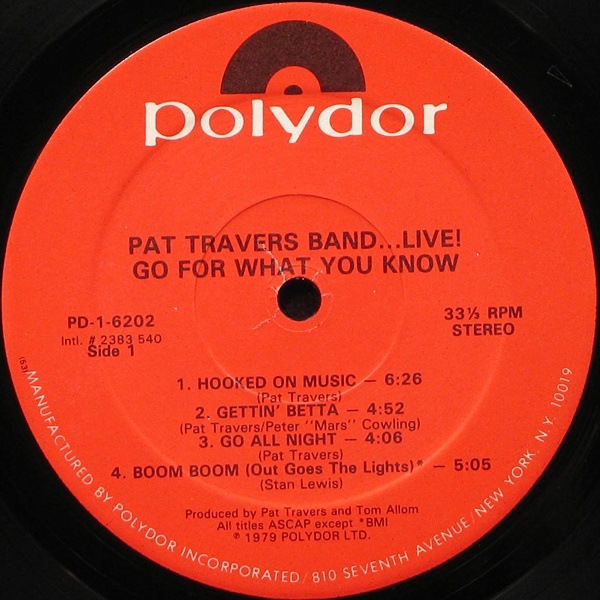 polydor
PAT TRAVERS BAND...LIVE!
GO FOR WHAT YOU KNOW
PD-1-6202
Intl. # 2383 540
Side 1
33⅓ RPM
STEREO
1. HOOKED ON MUSIC — 6:26
(Pat Travers)
2. GETTIN' BETTA — 4:52
(Pat Travers/Peter "Mars" Cowling)
3. GO ALL NIGHT — 4:06
(Pat Travers)
4. BOOM BOOM (Out Goes The Lights)* — 5:05
(Stan Lewis)
Produced by Pat Travers and Tom Allom
All titles ASCAP except *BMI
℗ 1979 POLYDOR LTD.
(53) MANUFACTURED BY POLYDOR INCORPORATED/810 SEVENTH AVENUE/NEW YORK, N.Y. 10019